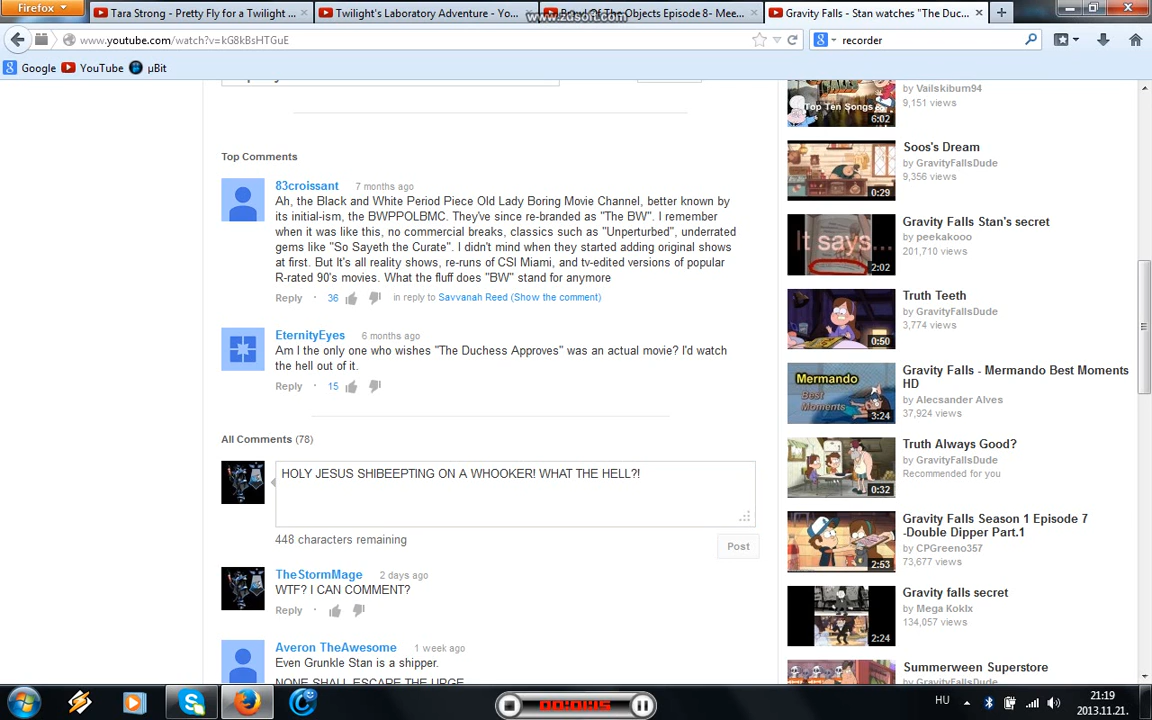 Firefox
Tara Strong - Pretty Fly for a Twilight ...
Twilight's Laboratory Adventure - Yo...
Bowl Of The Objects Episode 8- Mee...
Gravity Falls - Stan watches "The Duc...
www.zdsoft.com
www.youtube.com/watch?v=kG8kBsHTGuE
recorder
Google
YouTube
µBit
Top Comments
83croissant 7 months ago
Ah, the Black and White Period Piece Old Lady Boring Movie Channel, better known by
its initial-ism, the BWPPOLBMC. They've since re-branded as "The BW". I remember
when it was like this, no commercial breaks, classics such as "Unperturbed", underrated
gems like "So Sayeth the Curate". I didn't mind when they started adding original shows
at first. But It's all reality shows, re-runs of CSI Miami, and tv-edited versions of popular
R-rated 90's movies. What the fluff does "BW" stand for anymore
Reply · 36 in reply to Savvanah Reed (Show the comment)
EternityEyes 6 months ago
Am I the only one who wishes "The Duchess Approves" was an actual movie? I'd watch
the hell out of it.
Reply · 15
All Comments (78)
HOLY JESUS SHIBEEPTING ON A WHOOKER! WHAT THE HELL?!
448 characters remaining
Post
TheStormMage 2 days ago
WTF? I CAN COMMENT?
Reply ·
Averon TheAwesome 1 week ago
Even Grunkle Stan is a shipper.
NONE SHALL ESCAPE THE URGE
Top Ten Songs
6:02
by Vailskibum94
9,151 views
0:29
Soos's Dream
by GravityFallsDude
9,356 views
It says...
2:02
Gravity Falls Stan's secret
by peekakooo
201,710 views
0:50
Truth Teeth
by GravityFallsDude
3,774 views
Mermando
Best
Moments
3:24
Gravity Falls - Mermando Best Moments
HD
by Alecsander Alves
37,924 views
0:32
Truth Always Good?
by GravityFallsDude
Recommended for you
2:53
Gravity Falls Season 1 Episode 7
-Double Dipper Part.1
by CPGreeno357
73,677 views
2:24
Gravity falls secret
by Mega Koklx
134,057 views
Summerween Superstore
by GravityFallsDude
HU
21:19
2013.11.21.